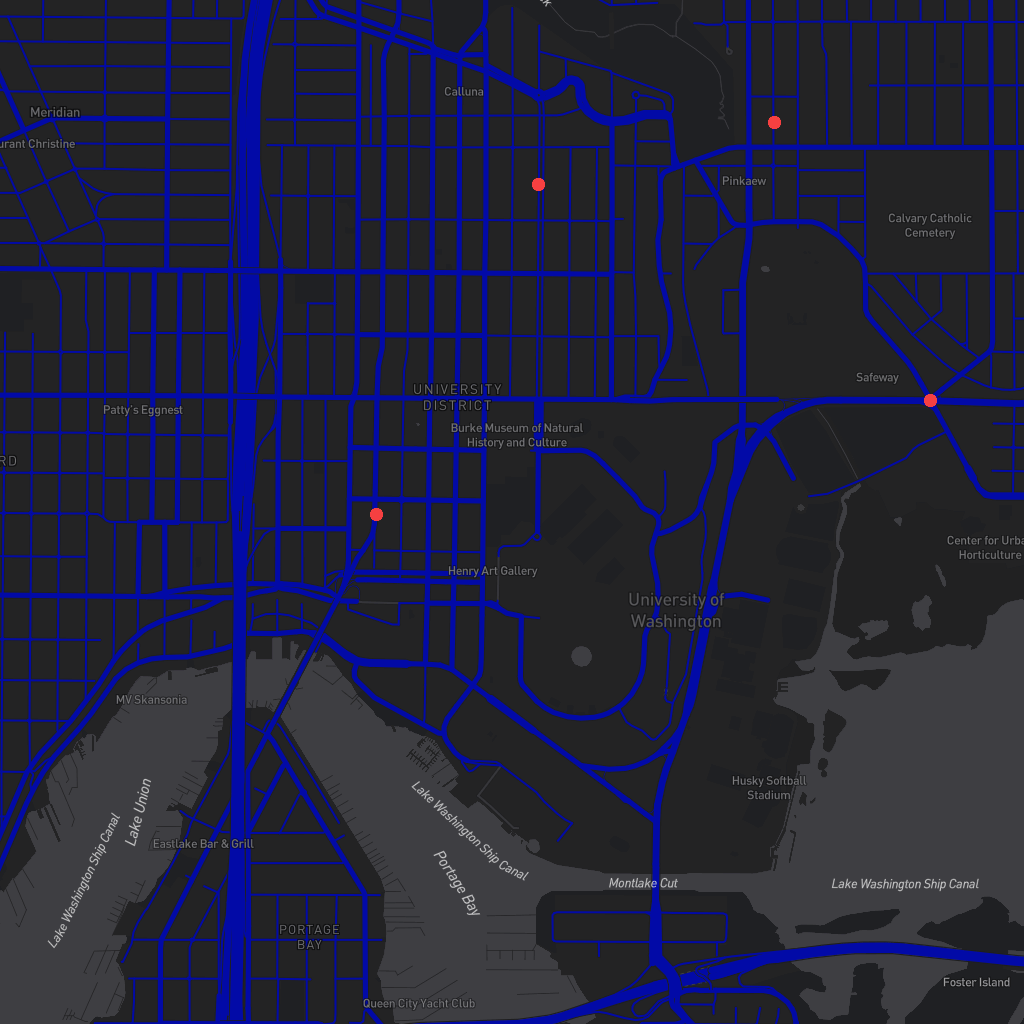 Calluna
Meridian
urant Christine
Pinkaew
Calvary Catholic
Cemetery
Safeway
UNIVERSITY
DISTRICT
Patty's Eggnest
Burke Museum of Natural
History and Culture
RD
Center for Urba
Horticulture
Henry Art Gallery
University of
Washington
MV Skansonia
Lake Union
Lake Washington Ship Canal
Husky Softball
Stadium
Lake Washington Ship Canal
Eastlake Bar & Grill
Portage Bay
Montlake Cut
Lake Washington Ship Canal
PORTAGE
BAY
Foster Island
Queen City Yacht Club